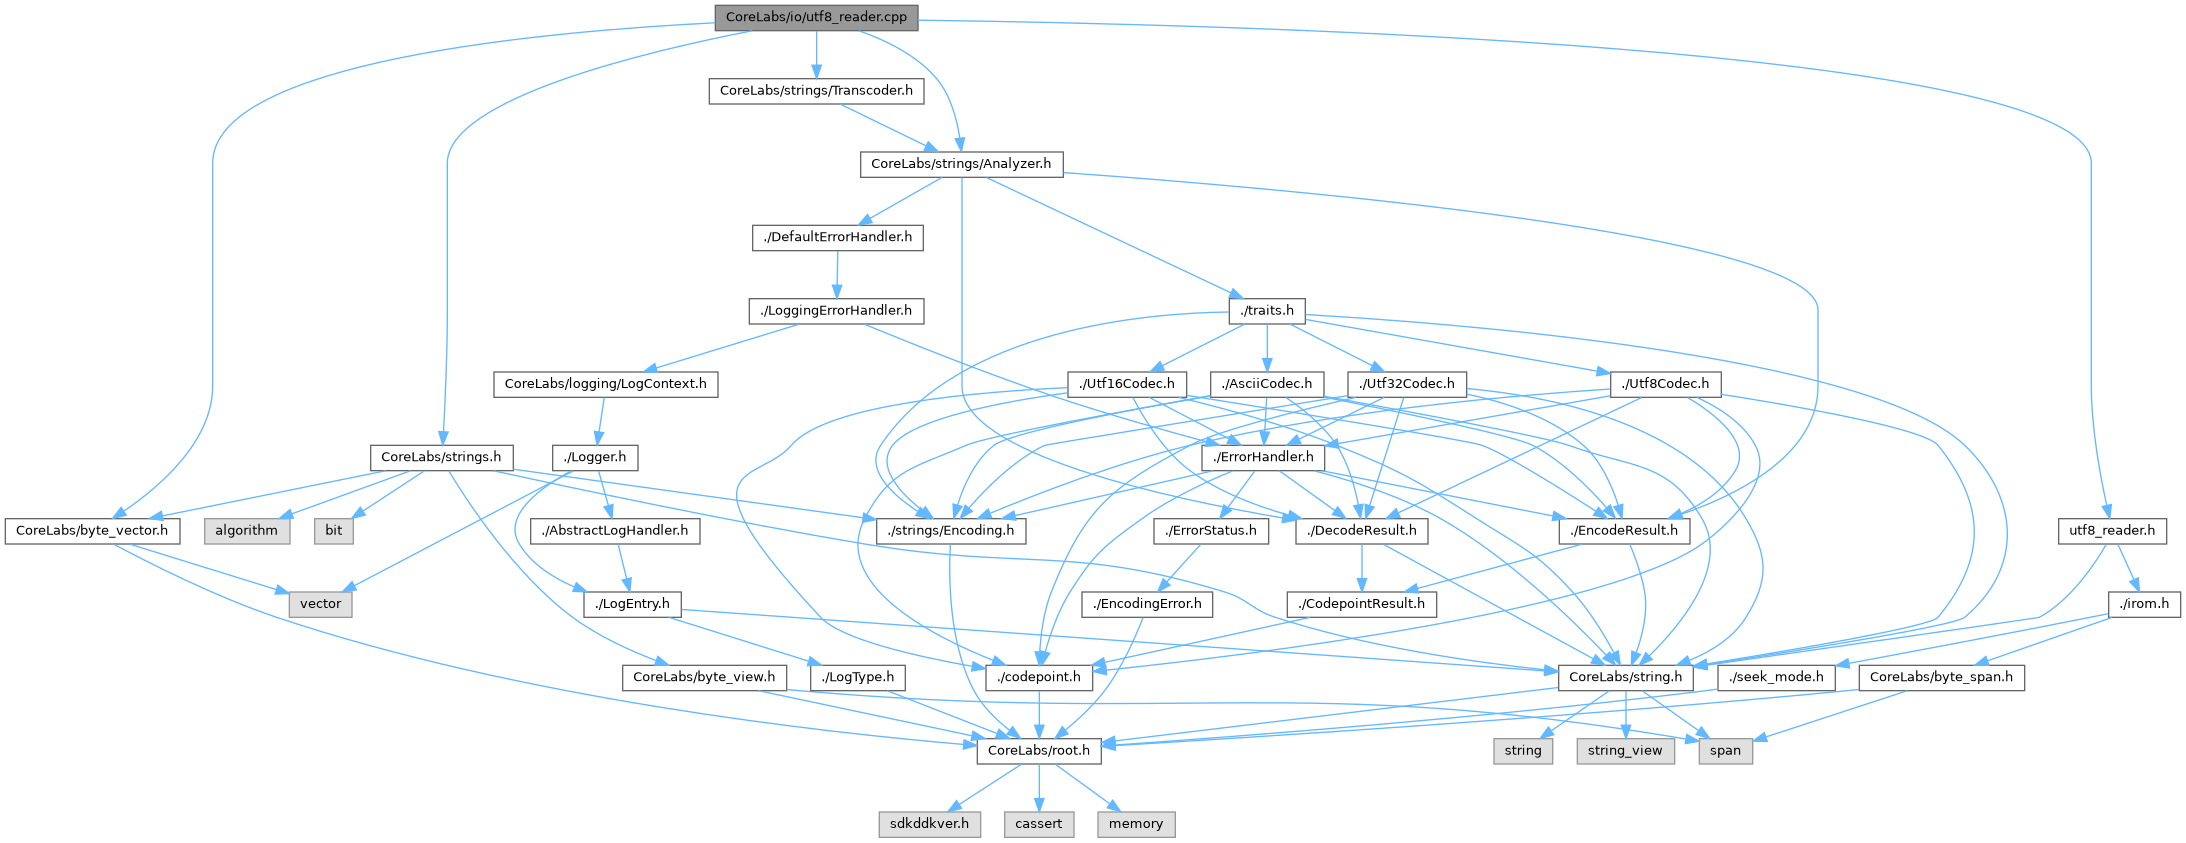 CoreLabs/io/utf8_reader.cpp
CoreLabs/strings/Transcoder.h
CoreLabs/strings/Analyzer.h
./DefaultErrorHandler.h
./LoggingErrorHandler.h
./traits.h
CoreLabs/logging/LogContext.h
./Utf16Codec.h
./AsciiCodec.h
./Utf32Codec.h
./Utf8Codec.h
CoreLabs/strings.h
./Logger.h
./ErrorHandler.h
CoreLabs/byte_vector.h
algorithm
bit
./AbstractLogHandler.h
./strings/Encoding.h
./ErrorStatus.h
./DecodeResult.h
./EncodeResult.h
utf8_reader.h
vector
./LogEntry.h
./EncodingError.h
./CodepointResult.h
./irom.h
CoreLabs/byte_view.h
./LogType.h
./codepoint.h
CoreLabs/string.h
./seek_mode.h
CoreLabs/byte_span.h
CoreLabs/root.h
string
string_view
span
sdkddkver.h
cassert
memory